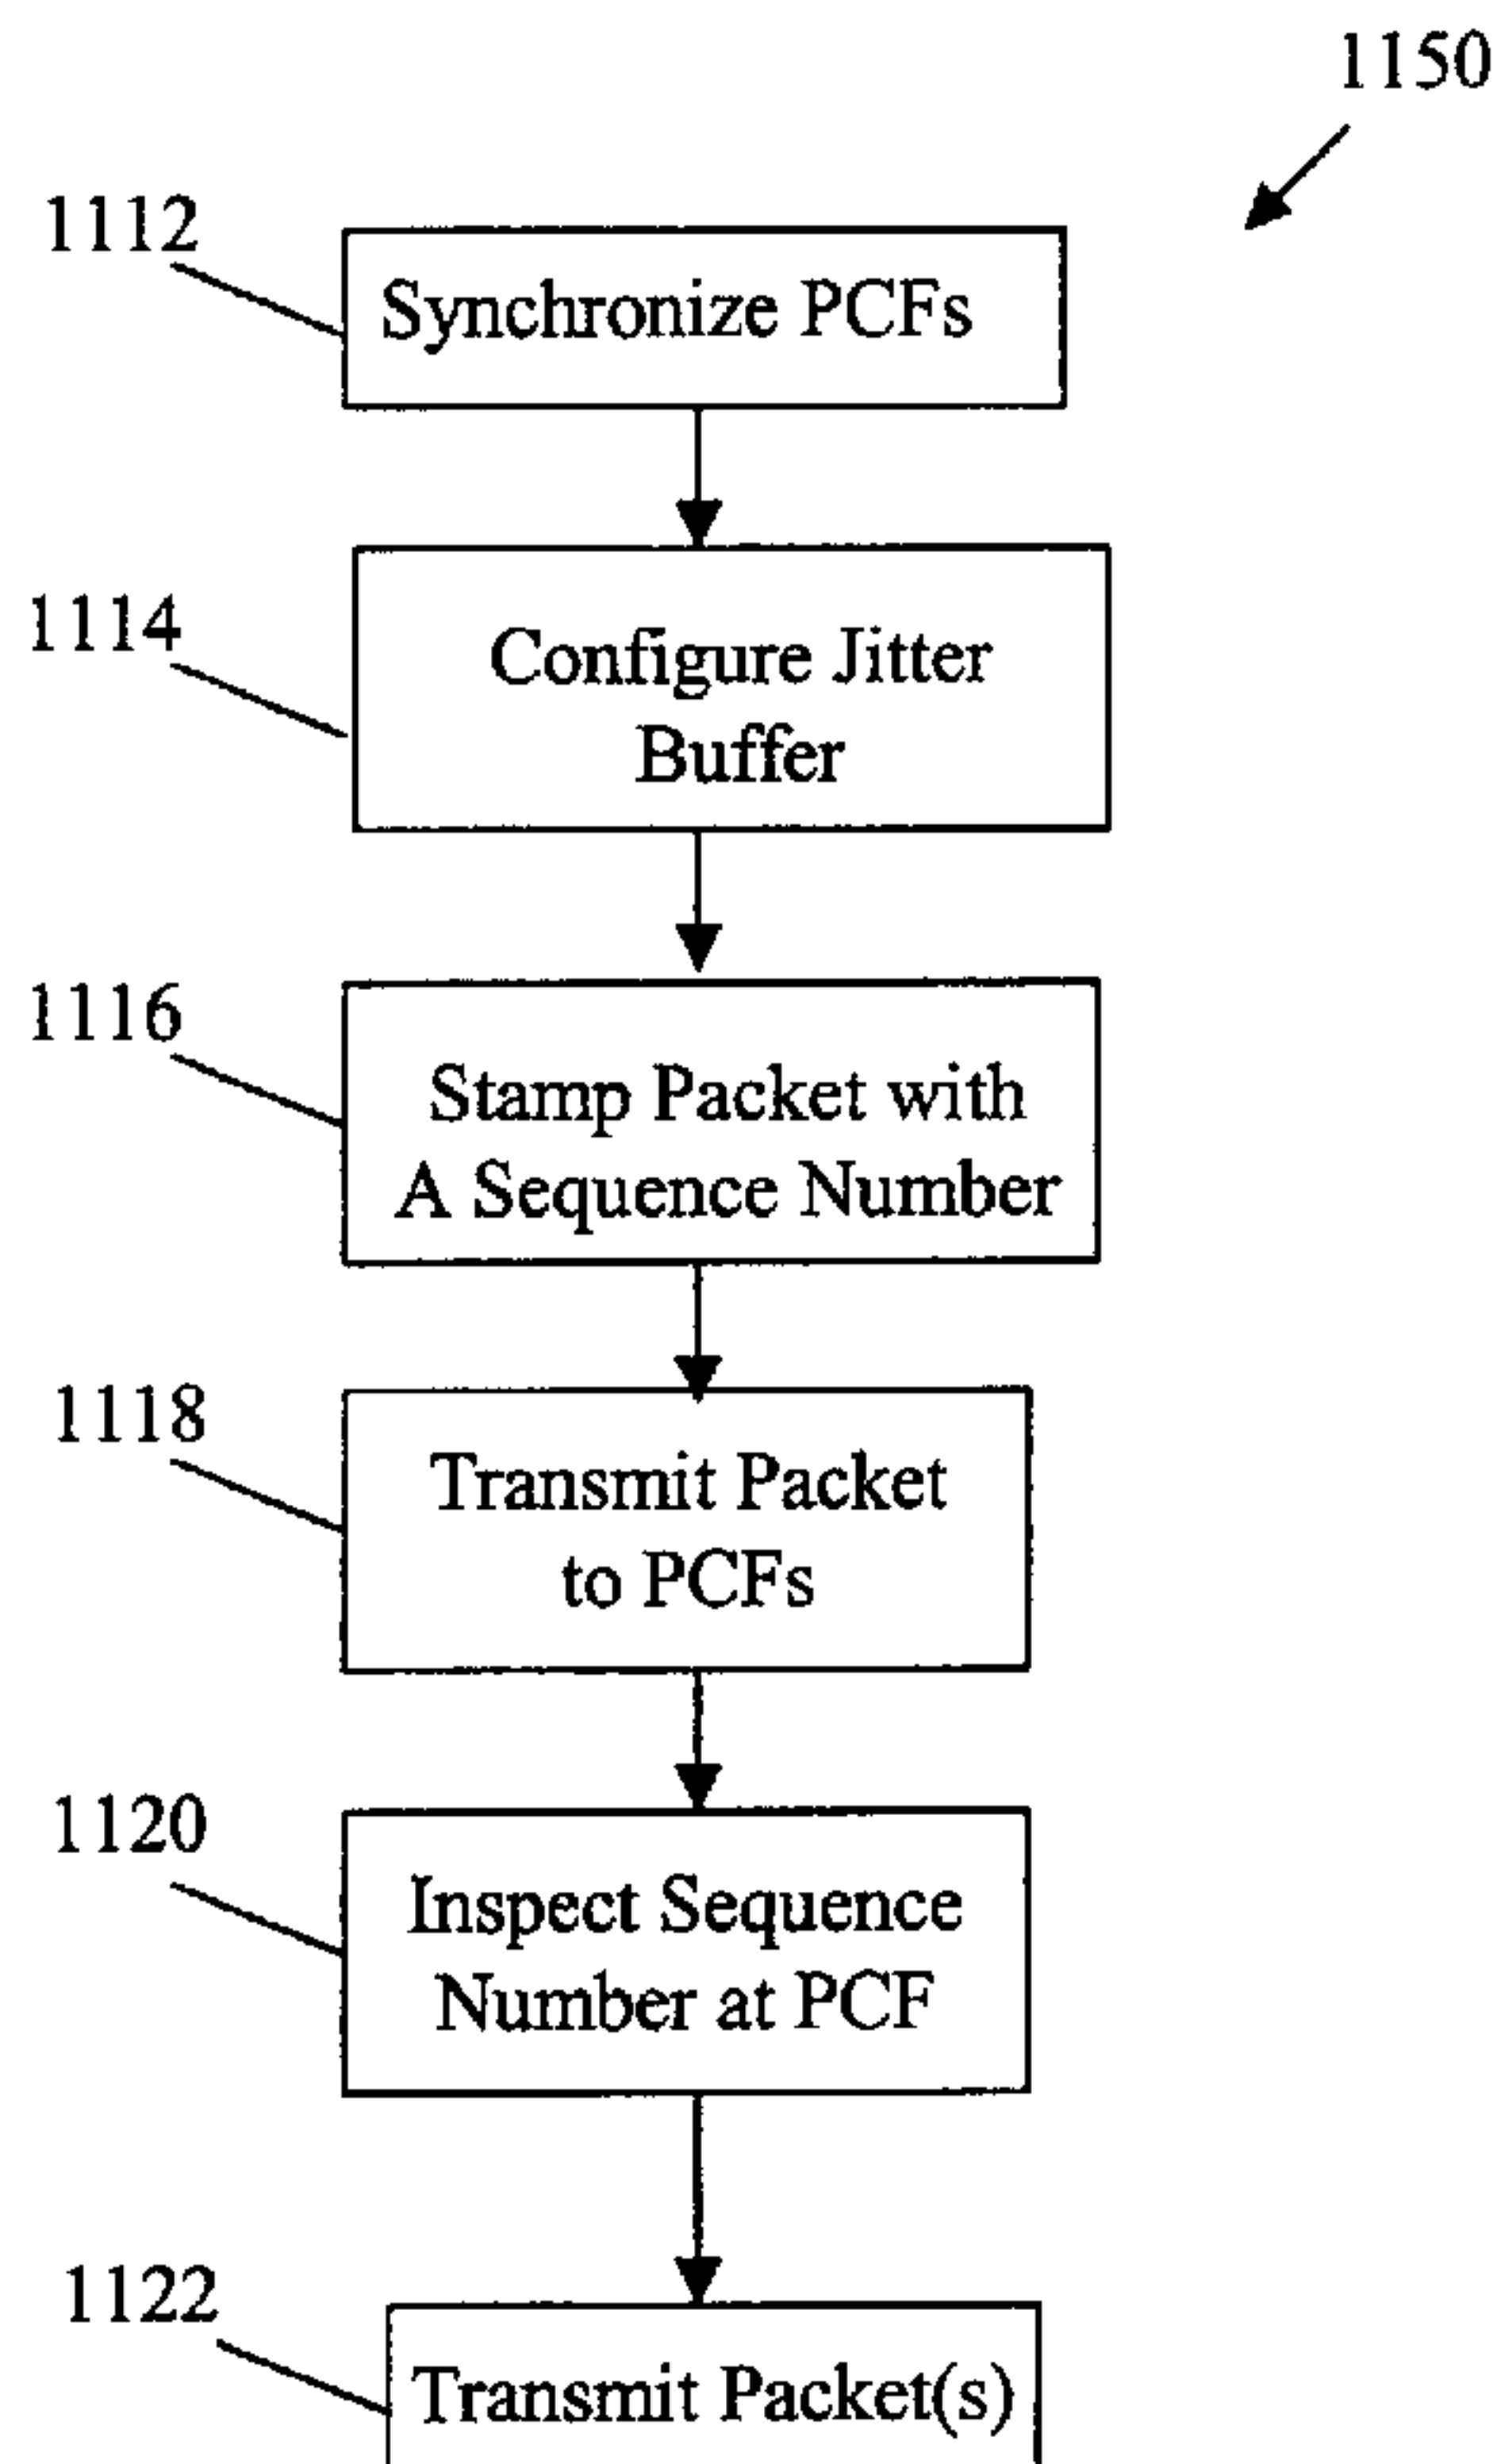 1150
1112
Synchronize PCFs
1114
Configure Jitter
Buffer
1116
Stamp Packet with
A Sequence Number
1118
Transmit Packet
to PCFs
1120
Inspect Sequence
Number at PCF
1122
Transmit Packet(s)